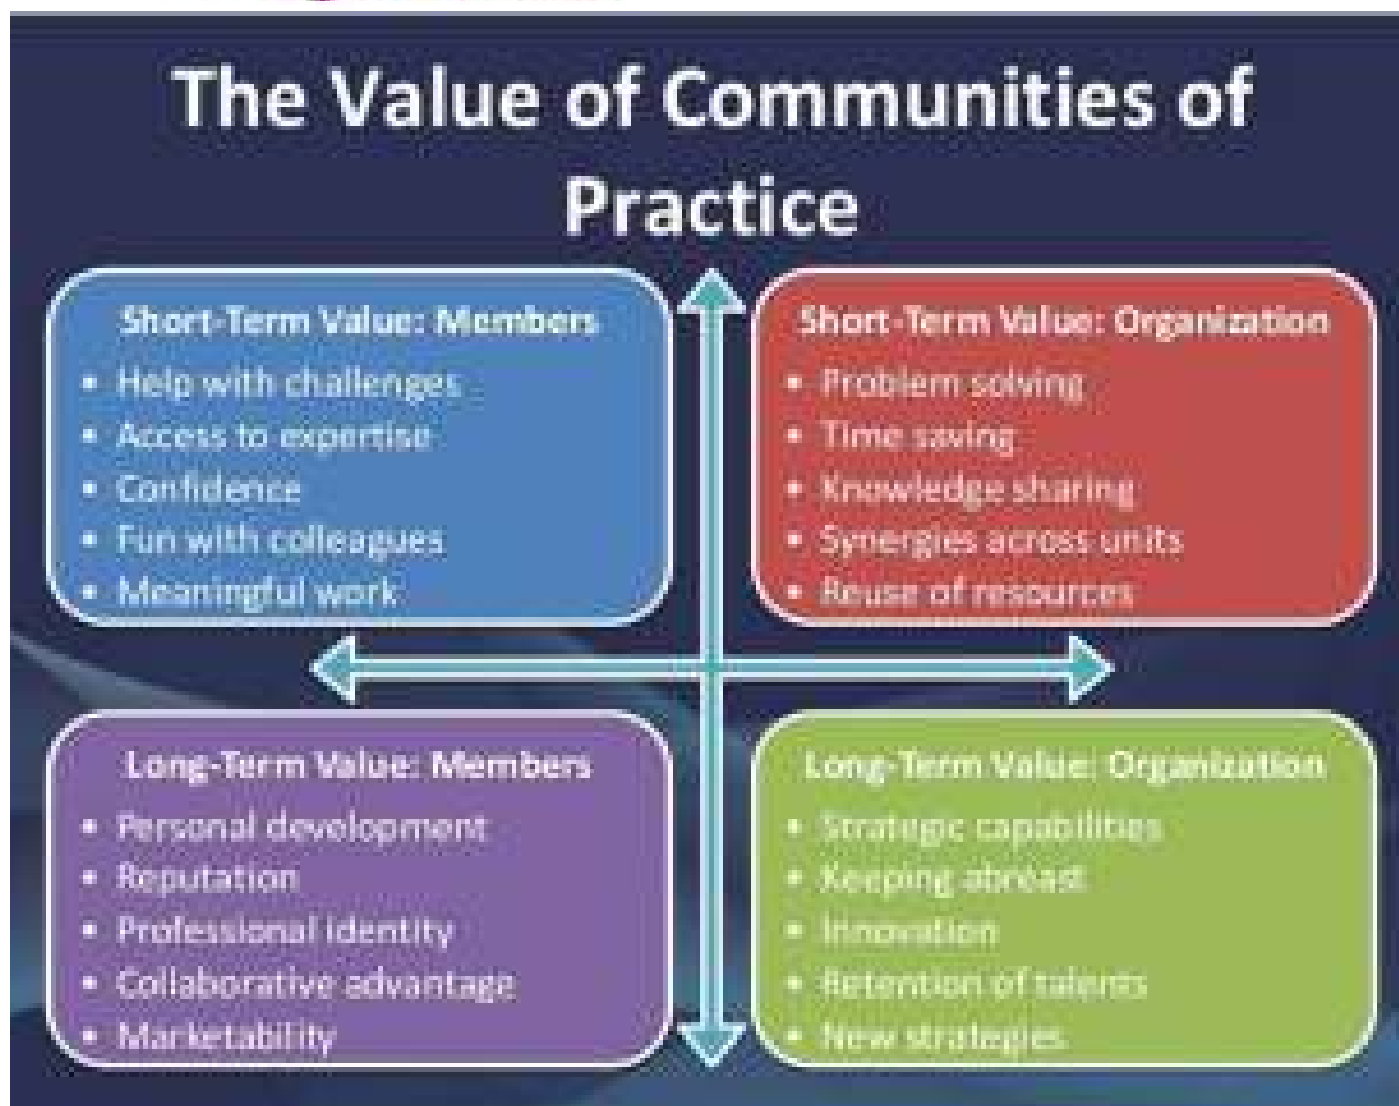 The Value of Communities of
Practice
Short-Term Value: Members
• Help with challenges
• Access to expertise
• Confidence
• Fun with colleagues
• Meaningful work
Short-Term Value: Organization
• Problem solving
• Time saving
• Knowledge sharing
• Synergies across units
• Reuse of resources
Long-Term Value: Members
• Personal development
• Reputation
• Professional identity
• Collaborative advantage
• Marketability
Long-Term Value: Organization
• Strategic capabilities
• Keeping abreast
• Innovation
• Retention of talents
• New strategies